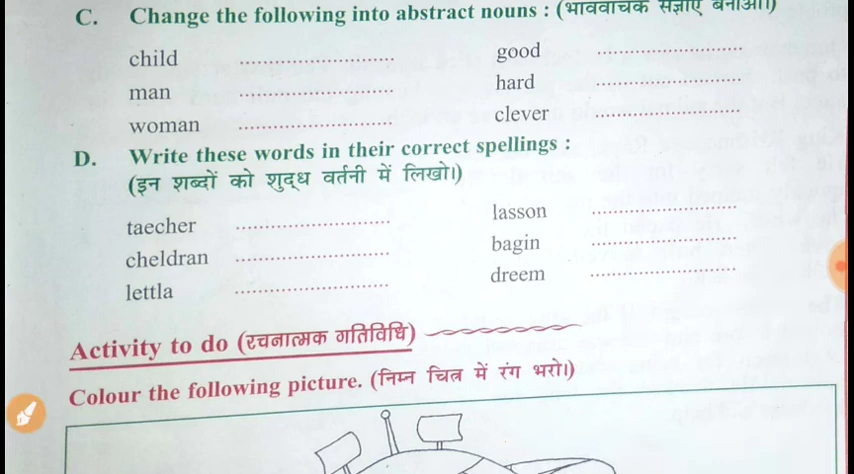 C. Change the following into abstract nouns : (भाववाचक संज्ञाएँ बनाओ।)
child .................... good ....................
man .................... hard ....................
woman .................... clever ....................
D. Write these words in their correct spellings :
(इन शब्दों को शुद्ध वर्तनी में लिखो।)
taecher .................... lasson ....................
cheldran .................... bagin ....................
lettla .................... dreem ....................
Activity to do (रचनात्मक गतिविधि)
Colour the following picture. (निम्न चित्र में रंग भरो।)